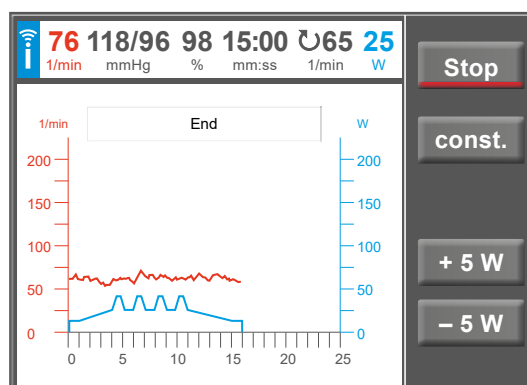 76 118/96 98 15:00 ↻65 25
1/min mmHg % mm:ss 1/min W
Stop
const.
+ 5 W
– 5 W
1/min End W
200 200
150 150
100 100
50 50
0 0
0 5 10 15 20 25